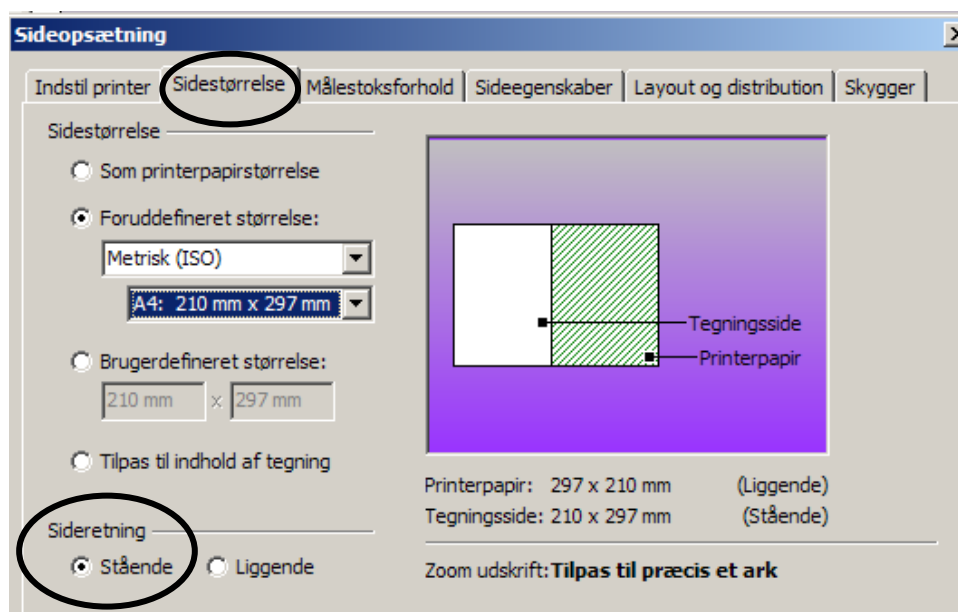 Sideopsætning
Indstil printer Sidestørrelse Målestoksforhold Sideegenskaber Layout og distribution Skygger
Sidestørrelse
Som printerpapirstørrelse
Foruddefineret størrelse:
Metrisk (ISO)
A4: 210 mm x 297 mm
Brugerdefineret størrelse:
210 mm x 297 mm
Tilpas til indhold af tegning
Sideretning
Stående Liggende
Tegningsside
Printerpapir
Printerpapir: 297 x 210 mm (Liggende)
Tegningsside: 210 x 297 mm (Stående)
Zoom udskrift: Tilpas til præcis et ark